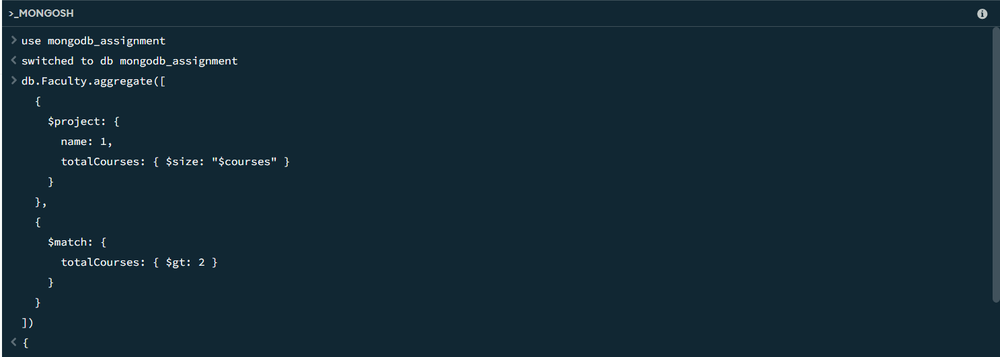 >_MONGOSH
> use mongodb_assignment
< switched to db mongodb_assignment
> db.Faculty.aggregate([
    {
      $project: {
        name: 1,
        totalCourses: { $size: "$courses" }
      }
    },
    {
      $match: {
        totalCourses: { $gt: 2 }
      }
    }
  ])
< {